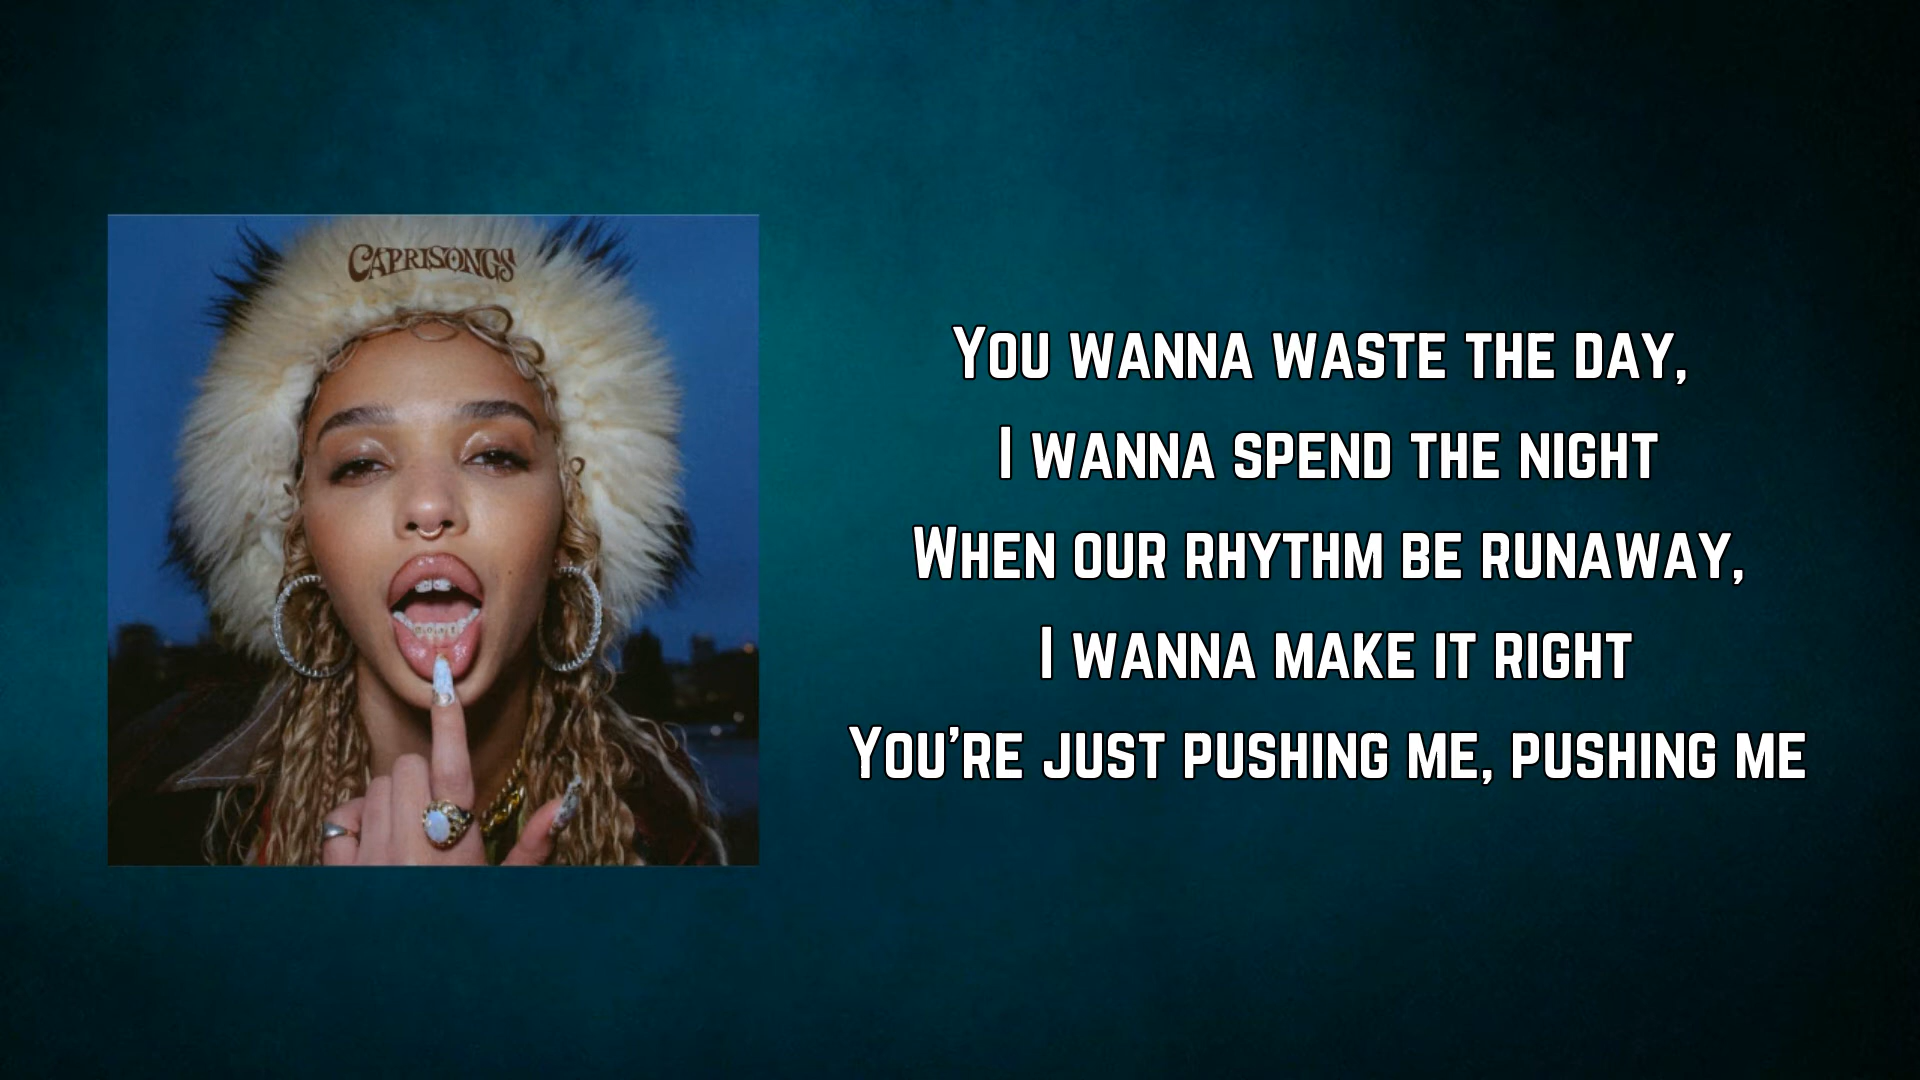 CAPRISONGS
You wanna waste the day,
I wanna spend the night
When our rhythm be runaway,
I wanna make it right
You're just pushing me, pushing me